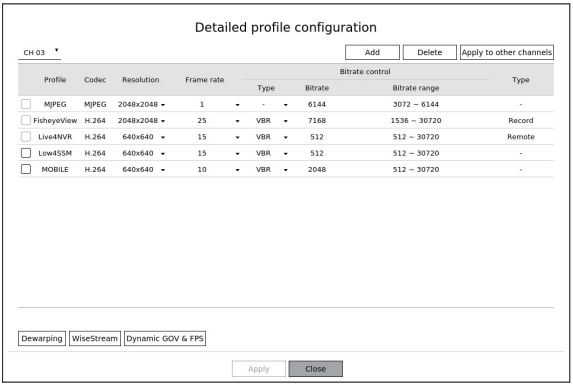 Detailed profile configuration
CH 03 Add Delete Apply to other channels
Profile Codec Resolution Frame rate Bitrate control Type
Type Bitrate Bitrate range
MJPEG MJPEG 2048x2048 1 - 6144 3072 ~ 6144 -
FisheyeView H.264 2048x2048 25 VBR 7168 1536 ~ 30720 Record
Live4NVR H.264 640x640 15 VBR 512 512 ~ 30720 Remote
Low4SSM H.264 640x640 15 VBR 512 512 ~ 30720 -
MOBILE H.264 640x640 10 VBR 2048 512 ~ 30720 -
Dewarping WiseStream Dynamic GOV & FPS
Apply Close